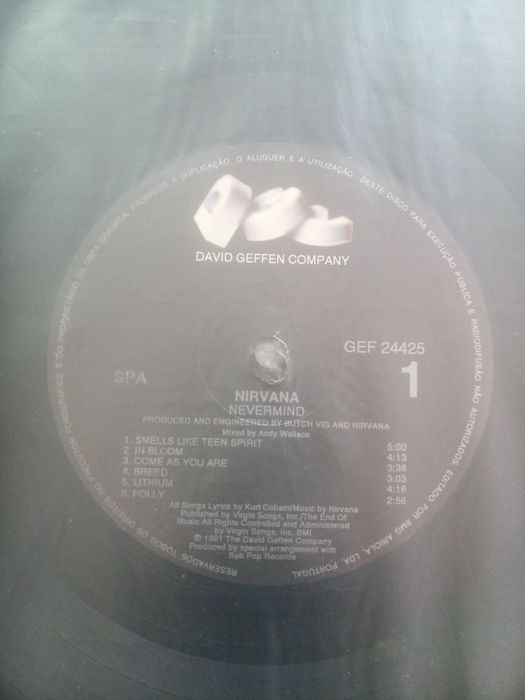 RESERVADOS TODOS OS DIREITOS DO PRODUTOR FONOGRÁFICO E DO PROPRIETÁRIO DA OBRA GRAVADA. PROIBIDOS A DUPLICAÇÃO, O ALUGUER E A UTILIZAÇÃO DESTE DISCO PARA EXECUÇÃO PÚBLICA E RADIODIFUSÃO NÃO AUTORIZADOS. EDITADO POR BMG ARIOLA, LDA. PORTUGAL
DGC
DAVID GEFFEN COMPANY
GEF 24425
SPA
1
NIRVANA
NEVERMIND
PRODUCED AND ENGINEERED BY BUTCH VIG AND NIRVANA
Mixed by Andy Wallace
1. SMELLS LIKE TEEN SPIRIT 5:00
2. IN BLOOM 4:13
3. COME AS YOU ARE 3:38
4. BREED 3:03
5. LITHIUM 4:16
6. POLLY 2:56
All Songs Lyrics by Kurt Cobain/Music by Nirvana
Published by Virgin Songs, Inc./The End Of
Music All Rights Controlled and Administered
by Virgin Songs, Inc, BMI
℗ 1991 The David Geffen Company
Produced by special arrangement with
Sub Pop Records